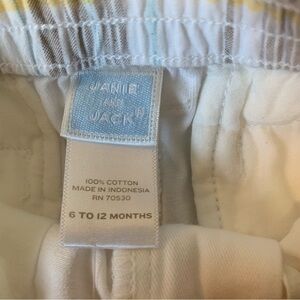 JANIE
AND
JACK®
100% COTTON
MADE IN INDONESIA
RN 70530
6 TO 12 MONTHS